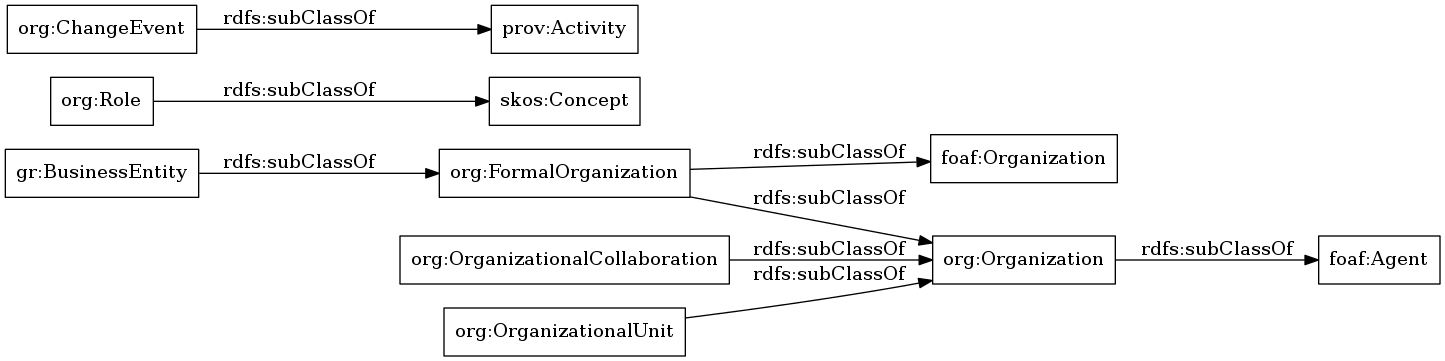 org:ChangeEvent
rdfs:subClassOf
prov:Activity
org:Role
rdfs:subClassOf
skos:Concept
gr:BusinessEntity
rdfs:subClassOf
org:FormalOrganization
rdfs:subClassOf
foaf:Organization
rdfs:subClassOf
org:OrganizationalCollaboration
rdfs:subClassOf
org:Organization
rdfs:subClassOf
foaf:Agent
rdfs:subClassOf
org:OrganizationalUnit